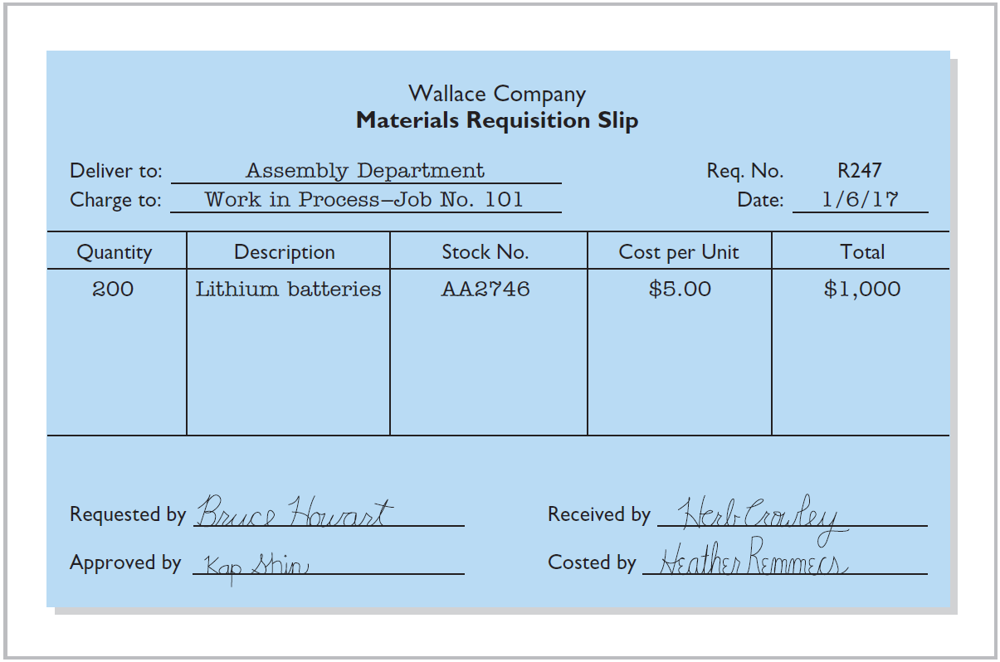 Wallace Company
Materials Requisition Slip
Deliver to: Assembly Department Req. No. R247
Charge to: Work in Process–Job No. 101 Date: 1/6/17
Quantity Description Stock No. Cost per Unit Total
200 Lithium batteries AA2746 $5.00 $1,000
Requested by Bruce Howart Received by Herb Crowley
Approved by Kap Shin Costed by Heather Remmers